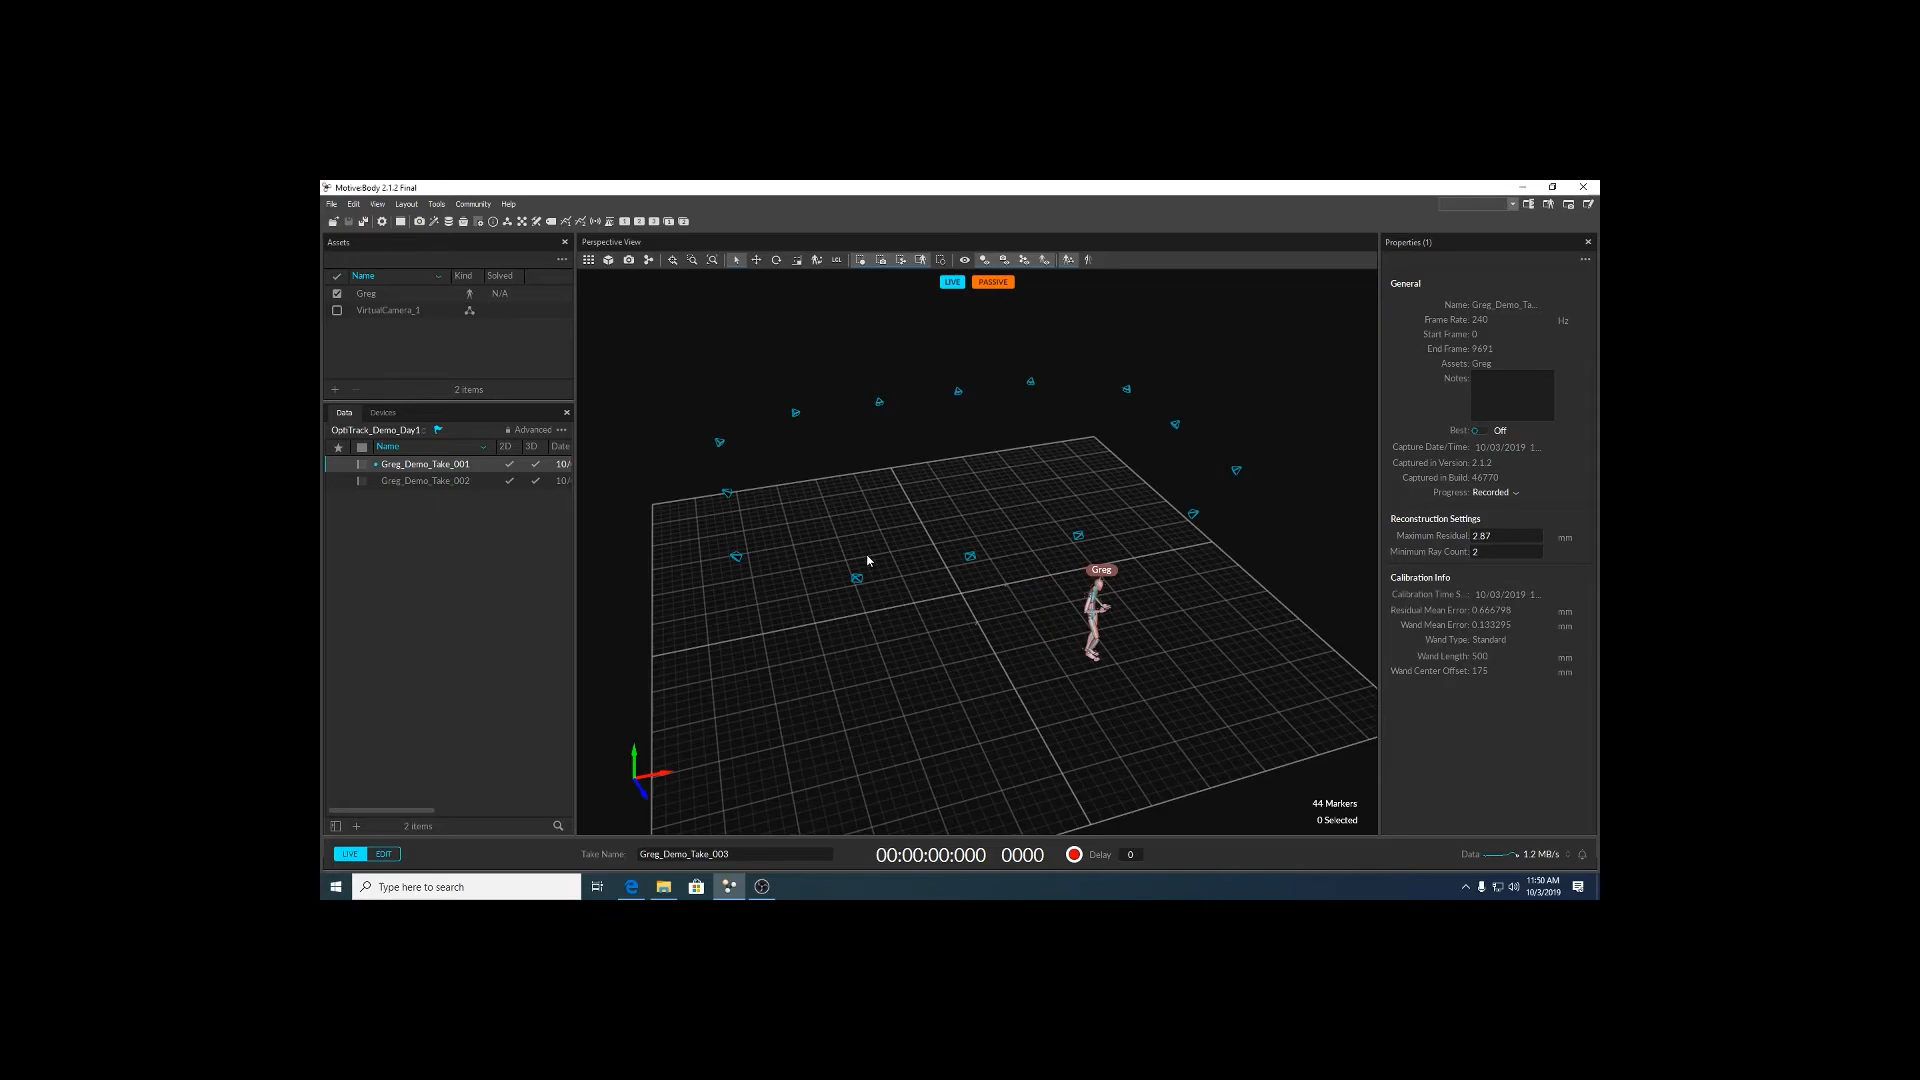 Motive:Body 2.1.2 Final
File Edit View Layout Tools Community Help
Assets
Name Kind Solved
Greg N/A
VirtualCamera_1
2 items
Data Devices
OptiTrack_Demo_Day1 Advanced
Name 2D 3D Date
Greg_Demo_Take_001 10/
Greg_Demo_Take_002 10/
2 items
Perspective View
LCL
LIVE PASSIVE
Greg
44 Markers
0 Selected
Properties (1)
General
Name: Greg_Demo_Ta...
Frame Rate: 240 Hz
Start Frame: 0
End Frame: 9691
Assets: Greg
Notes:
Best: Off
Capture Date/Time: 10/03/2019 1...
Captured in Version: 2.1.2
Captured in Build: 46770
Progress: Recorded
Reconstruction Settings
Maximum Residual: 2.87 mm
Minimum Ray Count: 2
Calibration Info
Calibration Time S...: 10/03/2019 1...
Residual Mean Error: 0.666798 mm
Wand Mean Error: 0.133295 mm
Wand Type: Standard
Wand Length: 500 mm
Wand Center Offset: 175 mm
LIVE EDIT
Take Name: Greg_Demo_Take_003
00:00:00:000 0000
Delay 0
Data 1.2 MB/s
Type here to search
11:50 AM
10/3/2019